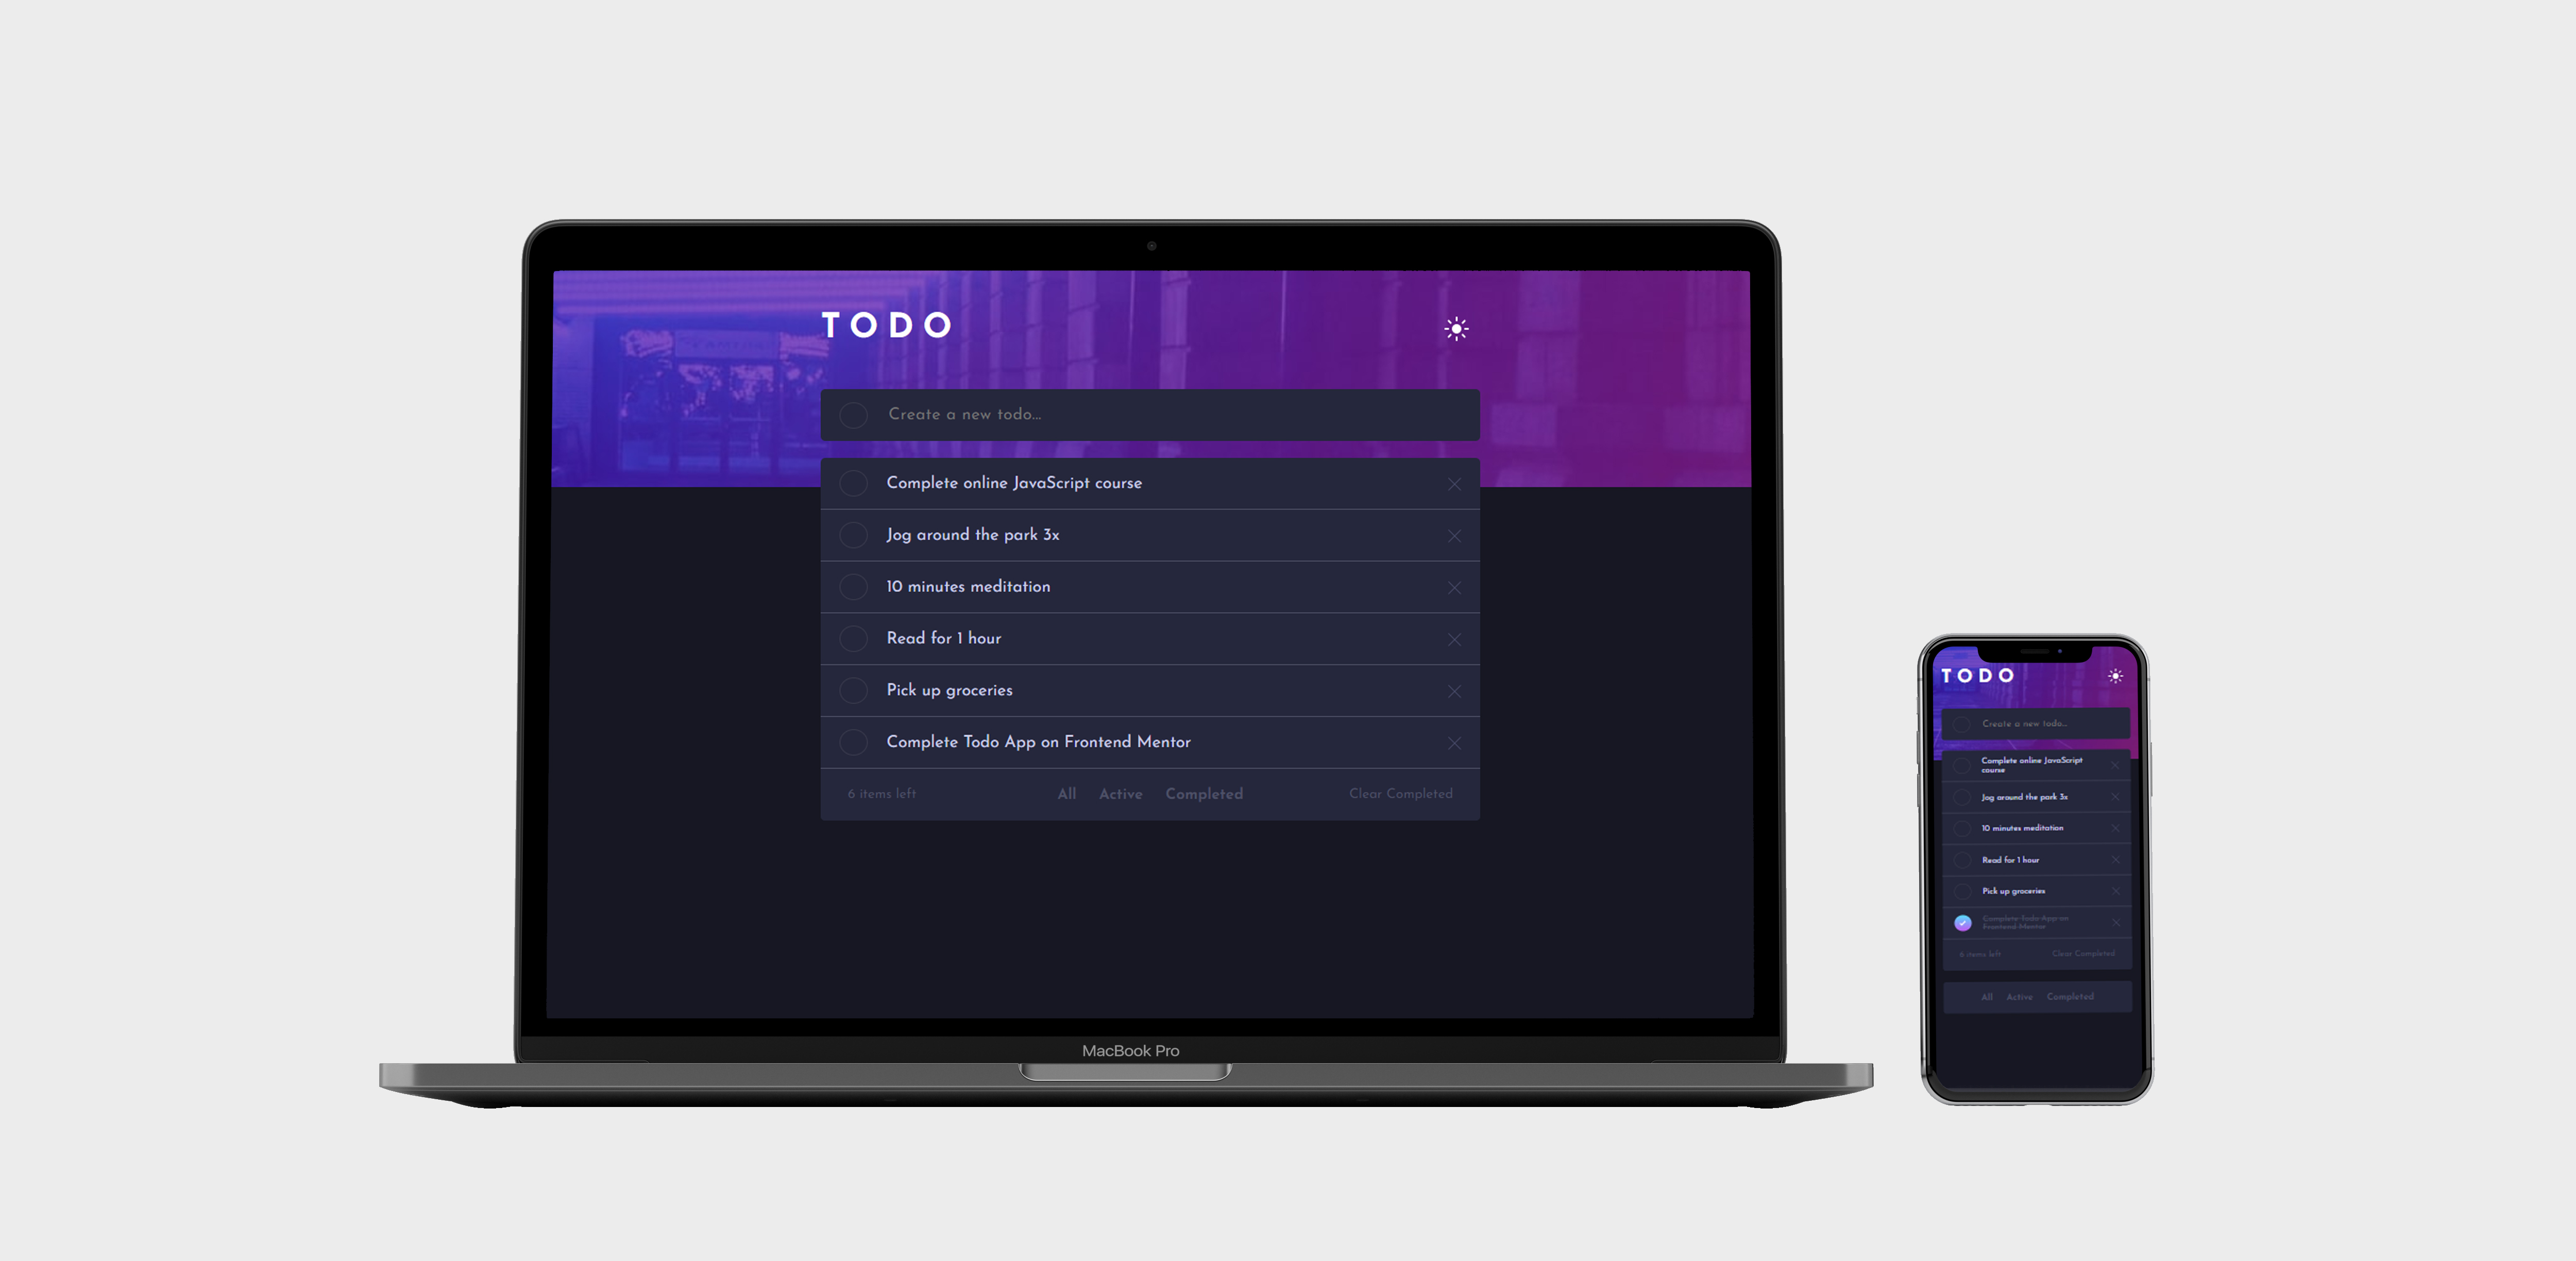 TODO
Create a new todo...
Complete online JavaScript course
Jog around the park 3x
10 minutes meditation
Read for 1 hour
Pick up groceries
Complete Todo App on Frontend Mentor
6 items left All Active Completed Clear Completed
MacBook Pro
TODO
Create a new todo...
Complete online JavaScript
course
Jog around the park 3x
10 minutes meditation
Read for 1 hour
Pick up groceries
Complete Todo App on
Frontend Mentor
6 items left Clear Completed
All Active Completed